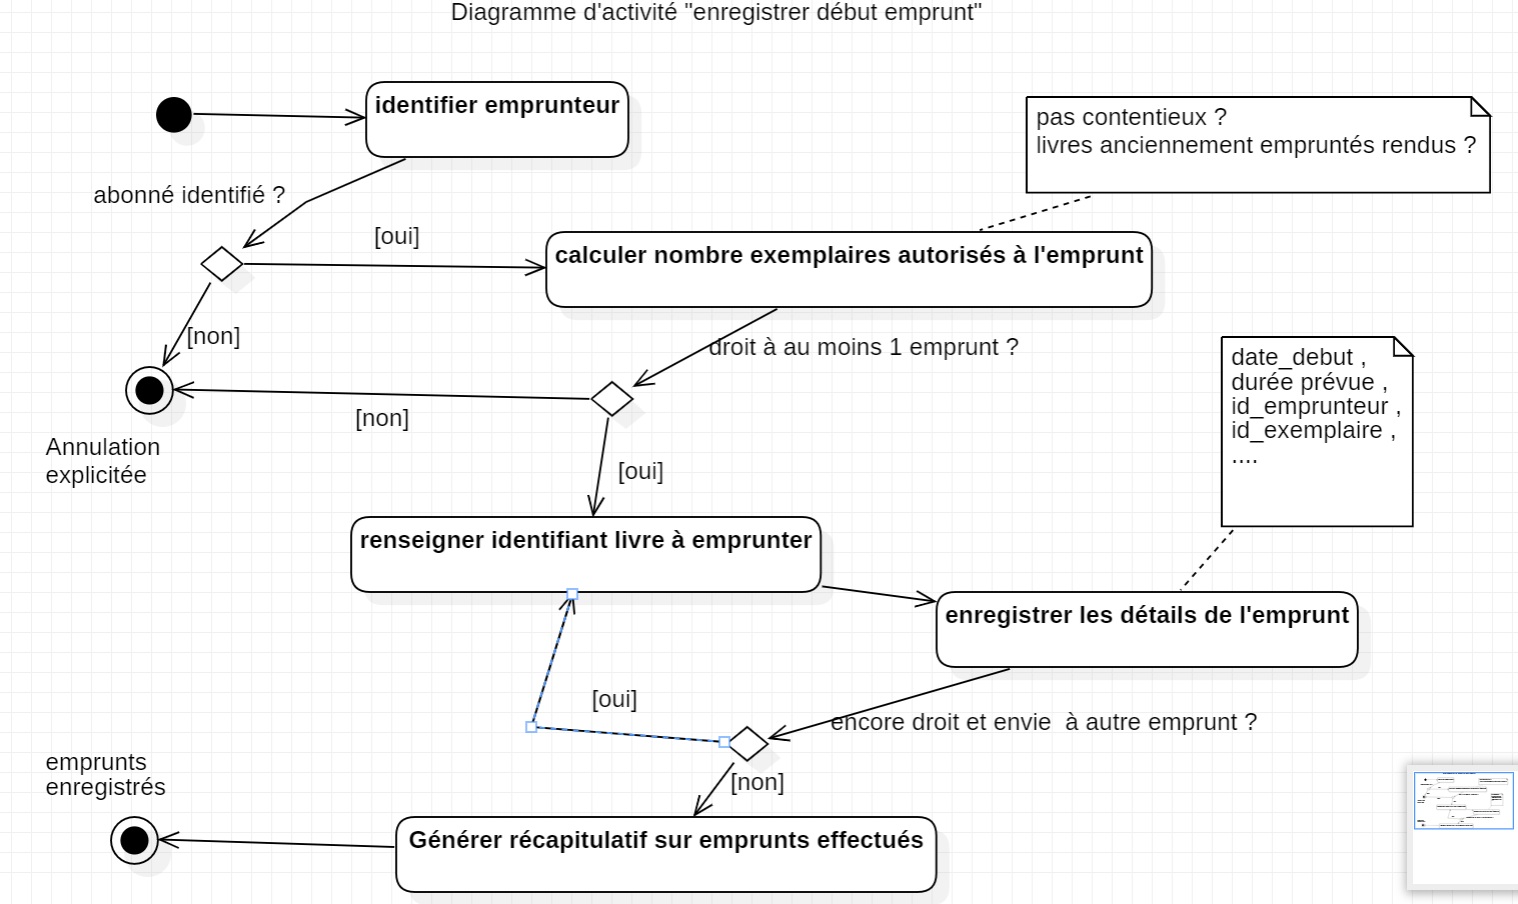 Diagramme d'activité "enregistrer début emprunt"
identifier emprunteur
pas contentieux ?
livres anciennement empruntés rendus ?
abonné identifié ?
[oui]
calculer nombre exemplaires autorisés à l'emprunt
[non]
droit à au moins 1 emprunt ?
date_debut ,
durée prévue ,
id_emprunteur ,
id_exemplaire ,
....
[non]
Annulation
explicitée
[oui]
renseigner identifiant livre à emprunter
enregistrer les détails de l'emprunt
[oui]
encore droit et envie  à autre emprunt ?
emprunts
enregistrés
[non]
Générer récapitulatif sur emprunts effectués